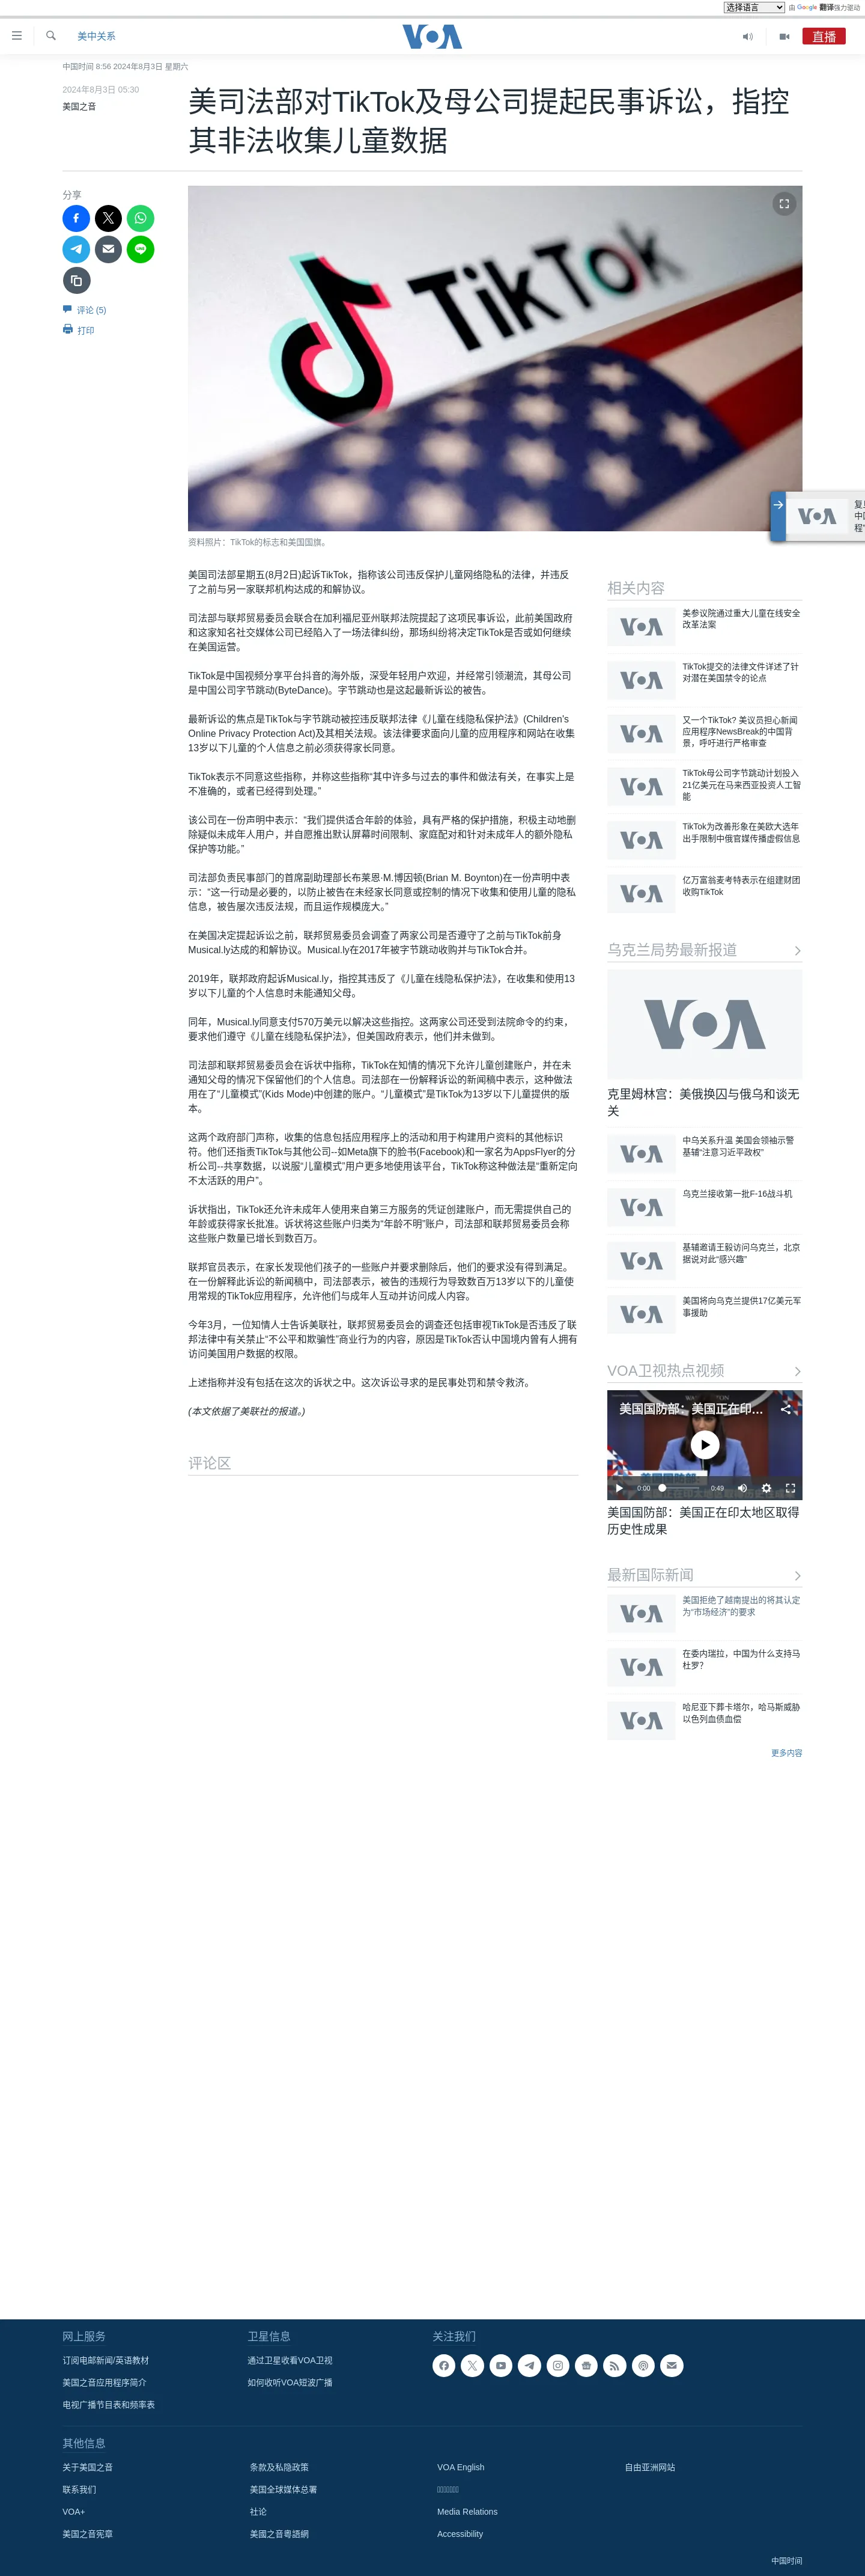 选择语言 由 Google 翻译强力驱动
美中关系
VOA
直播
中国时间 8:56 2024年8月3日 星期六
2024年8月3日 05:30
美国之音
美司法部对TikTok及母公司提起民事诉讼，指控
其非法收集儿童数据
分享
评论 (5)
打印
TikTok
资料照片：TikTok的标志和美国国旗。
美国司法部星期五(8月2日)起诉TikTok，指称该公司违反保护儿童网络隐私的法律，并违反
了之前与另一家联邦机构达成的和解协议。
司法部与联邦贸易委员会联合在加利福尼亚州联邦法院提起了这项民事诉讼，此前美国政府
和这家知名社交媒体公司已经陷入了一场法律纠纷，那场纠纷将决定TikTok是否或如何继续
在美国运营。
TikTok是中国视频分享平台抖音的海外版，深受年轻用户欢迎，并经常引领潮流，其母公司
是中国公司字节跳动(ByteDance)。字节跳动也是这起最新诉讼的被告。
最新诉讼的焦点是TikTok与字节跳动被控违反联邦法律《儿童在线隐私保护法》(Children's
Online Privacy Protection Act)及其相关法规。该法律要求面向儿童的应用程序和网站在收集
13岁以下儿童的个人信息之前必须获得家长同意。
TikTok表示不同意这些指称，并称这些指称“其中许多与过去的事件和做法有关，在事实上是
不准确的，或者已经得到处理。”
该公司在一份声明中表示：“我们提供适合年龄的体验，具有严格的保护措施，积极主动地删
除疑似未成年人用户，并自愿推出默认屏幕时间限制、家庭配对和针对未成年人的额外隐私
保护等功能。”
司法部负责民事部门的首席副助理部长布莱恩·M.博因顿(Brian M. Boynton)在一份声明中表
示：“这一行动是必要的，以防止被告在未经家长同意或控制的情况下收集和使用儿童的隐私
信息，被告屡次违反法规，而且运作规模庞大。”
在美国决定提起诉讼之前，联邦贸易委员会调查了两家公司是否遵守了之前与TikTok前身
Musical.ly达成的和解协议。Musical.ly在2017年被字节跳动收购并与TikTok合并。
2019年，联邦政府起诉Musical.ly，指控其违反了《儿童在线隐私保护法》，在收集和使用13
岁以下儿童的个人信息时未能通知父母。
同年，Musical.ly同意支付570万美元以解决这些指控。这两家公司还受到法院命令的约束，
要求他们遵守《儿童在线隐私保护法》，但美国政府表示，他们并未做到。
司法部和联邦贸易委员会在诉状中指称，TikTok在知情的情况下允许儿童创建账户，并在未
通知父母的情况下保留他们的个人信息。司法部在一份解释诉讼的新闻稿中表示，这种做法
用在了“儿童模式”(Kids Mode)中创建的账户。“儿童模式”是TikTok为13岁以下儿童提供的版
本。
这两个政府部门声称，收集的信息包括应用程序上的活动和用于构建用户资料的其他标识
符。他们还指责TikTok与其他公司--如Meta旗下的脸书(Facebook)和一家名为AppsFlyer的分
析公司--共享数据，以说服“儿童模式”用户更多地使用该平台，TikTok称这种做法是“重新定向
不太活跃的用户”。
诉状指出，TikTok还允许未成年人使用来自第三方服务的凭证创建账户，而无需提供自己的
年龄或获得家长批准。诉状将这些账户归类为“年龄不明”账户，司法部和联邦贸易委员会称
这些账户数量已增长到数百万。
联邦官员表示，在家长发现他们孩子的一些账户并要求删除后，他们的要求没有得到满足。
在一份解释此诉讼的新闻稿中，司法部表示，被告的违规行为导致数百万13岁以下的儿童使
用常规的TikTok应用程序，允许他们与成年人互动并访问成人内容。
今年3月，一位知情人士告诉美联社，联邦贸易委员会的调查还包括审视TikTok是否违反了联
邦法律中有关禁止“不公平和欺骗性”商业行为的内容，原因是TikTok否认中国境内曾有人拥有
访问美国用户数据的权限。
上述指称并没有包括在这次的诉状之中。这次诉讼寻求的是民事处罚和禁令救济。
(本文依据了美联社的报道。)
评论区
VOA
相关内容
VOA 美参议院通过重大儿童在线安全
改革法案
VOA TikTok提交的法律文件详述了针
对潜在美国禁令的论点
VOA 又一个TikTok? 美议员担心新闻
应用程序NewsBreak的中国背
景，呼吁进行严格审查
VOA TikTok母公司字节跳动计划投入
21亿美元在马来西亚投资人工智
能
VOA TikTok为改善形象在美欧大选年
出手限制中俄官媒传播虚假信息
VOA 亿万富翁麦考特表示在组建财团
收购TikTok
乌克兰局势最新报道
VOA
克里姆林宫：美俄换囚与俄乌和谈无
关
VOA 中乌关系升温 美国会领袖示警
基辅“注意习近平政权”
VOA 乌克兰接收第一批F-16战斗机
VOA 基辅邀请王毅访问乌克兰，北京
据说对此“感兴趣”
VOA 美国将向乌克兰提供17亿美元军
事援助
VOA卫视热点视频
美国国防部：美国正在印...
美国国防部
0:00 0:49
美国国防部：美国正在印太地区取得
历史性成果
最新国际新闻
VOA 美国拒绝了越南提出的将其认定
为“市场经济”的要求
VOA 在委内瑞拉，中国为什么支持马
杜罗？
VOA 哈尼亚下葬卡塔尔，哈马斯威胁
以色列血债血偿
更多内容
网上服务
订阅电邮新闻/英语教材
美国之音应用程序简介
电视广播节目表和频率表
卫星信息
通过卫星收看VOA卫视
如何收听VOA短波广播
关注我们
其他信息
关于美国之音 条款及私隐政策 VOA English 自由亚洲网站
联系我们 美国全球媒体总署
VOA+ 社论 Media Relations
美国之音宪章 美國之音粵語網 Accessibility
中国时间